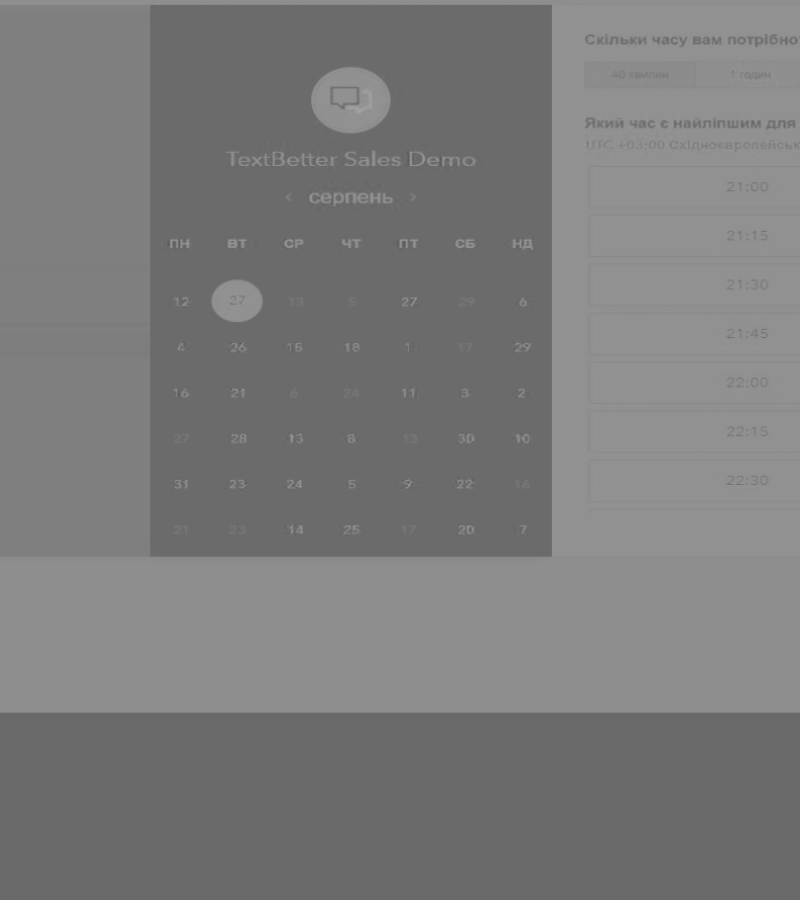 TextBetter Sales Demo
‹ серпень ›
ПН ВТ СР ЧТ ПТ СБ НД
12 27 13 5 27 29 6
4 26 15 18 1 17 29
16 21 6 24 11 3 2
27 28 13 8 13 30 10
31 23 24 5 9 22 16
21 23 14 25 17 20 7
Скільки часу вам потрібно
40 хвилин 1 годин
Який час є найліпшим для
UTC +03:00 Східноєвропейськ
21:00
21:15
21:30
21:45
22:00
22:15
22:30